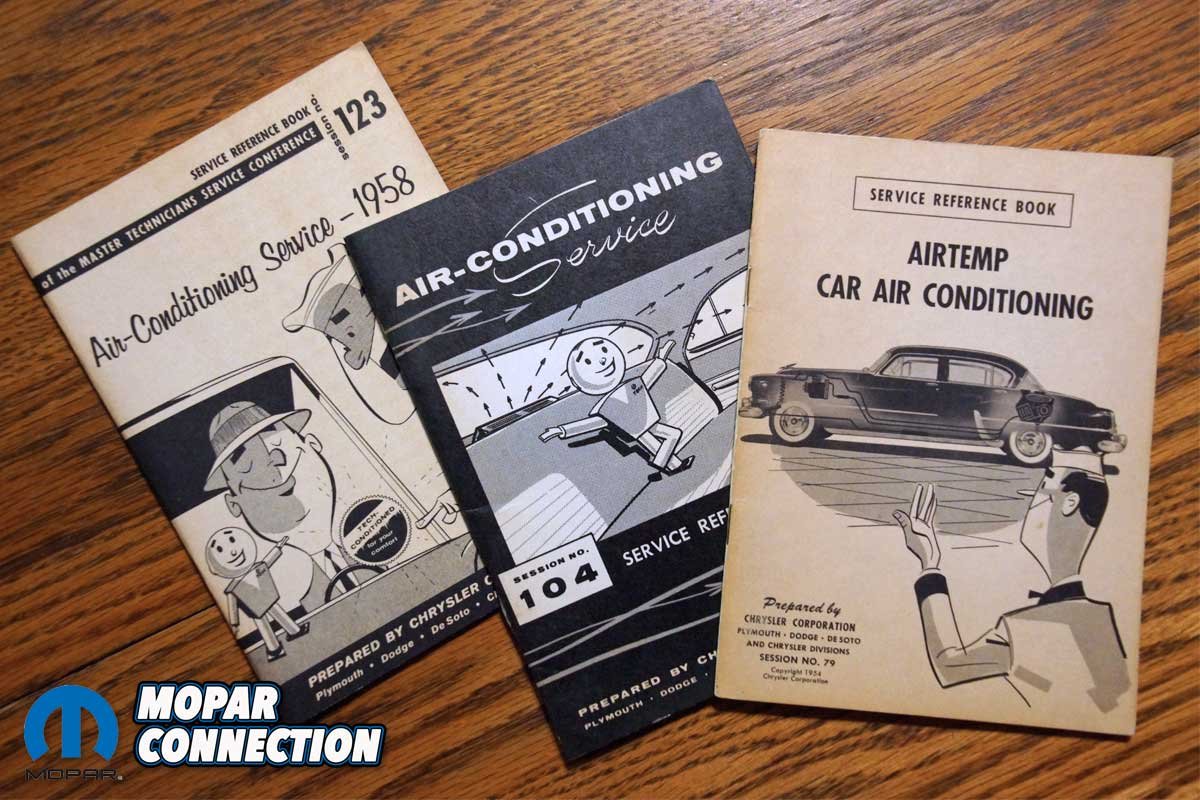 SERVICE REFERENCE BOOK
session no. 123
of the MASTER TECHNICIANS SERVICE CONFERENCE
Air-Conditioning Service – 1958
TECH-
CONDITIONED
for your
comfort
PREPARED BY CHRYSLER
Plymouth • Dodge • De Soto •
AIR-CONDITIONING
Service
TECH
SESSION NO.
104
SERVICE
PREPARED BY
PLYMOUTH • DODGE •
SERVICE REFERENCE BOOK
AIRTEMP
CAR AIR CONDITIONING
Prepared by
CHRYSLER CORPORATION
PLYMOUTH • DODGE • DE SOTO
AND CHRYSLER DIVISIONS
SESSION NO. 79
Copyright 1954
Chrysler Corporation
MOPAR
MOPAR
CONNECTION